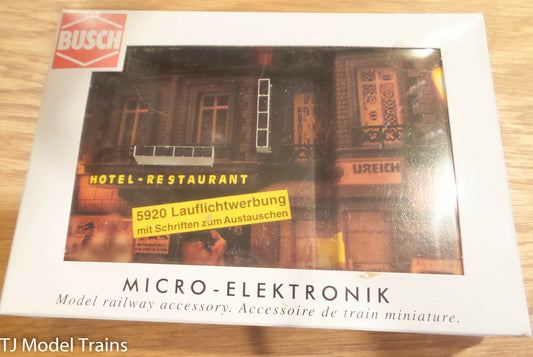 BUSCH
HOTEL-RESTAURANT
UREICH
5920 Lauflichtwerbung
mit Schriften zum Austauschen
MICRO-ELEKTRONIK
Model railway accessory. Accessoire de train miniature.
TJ Model Trains